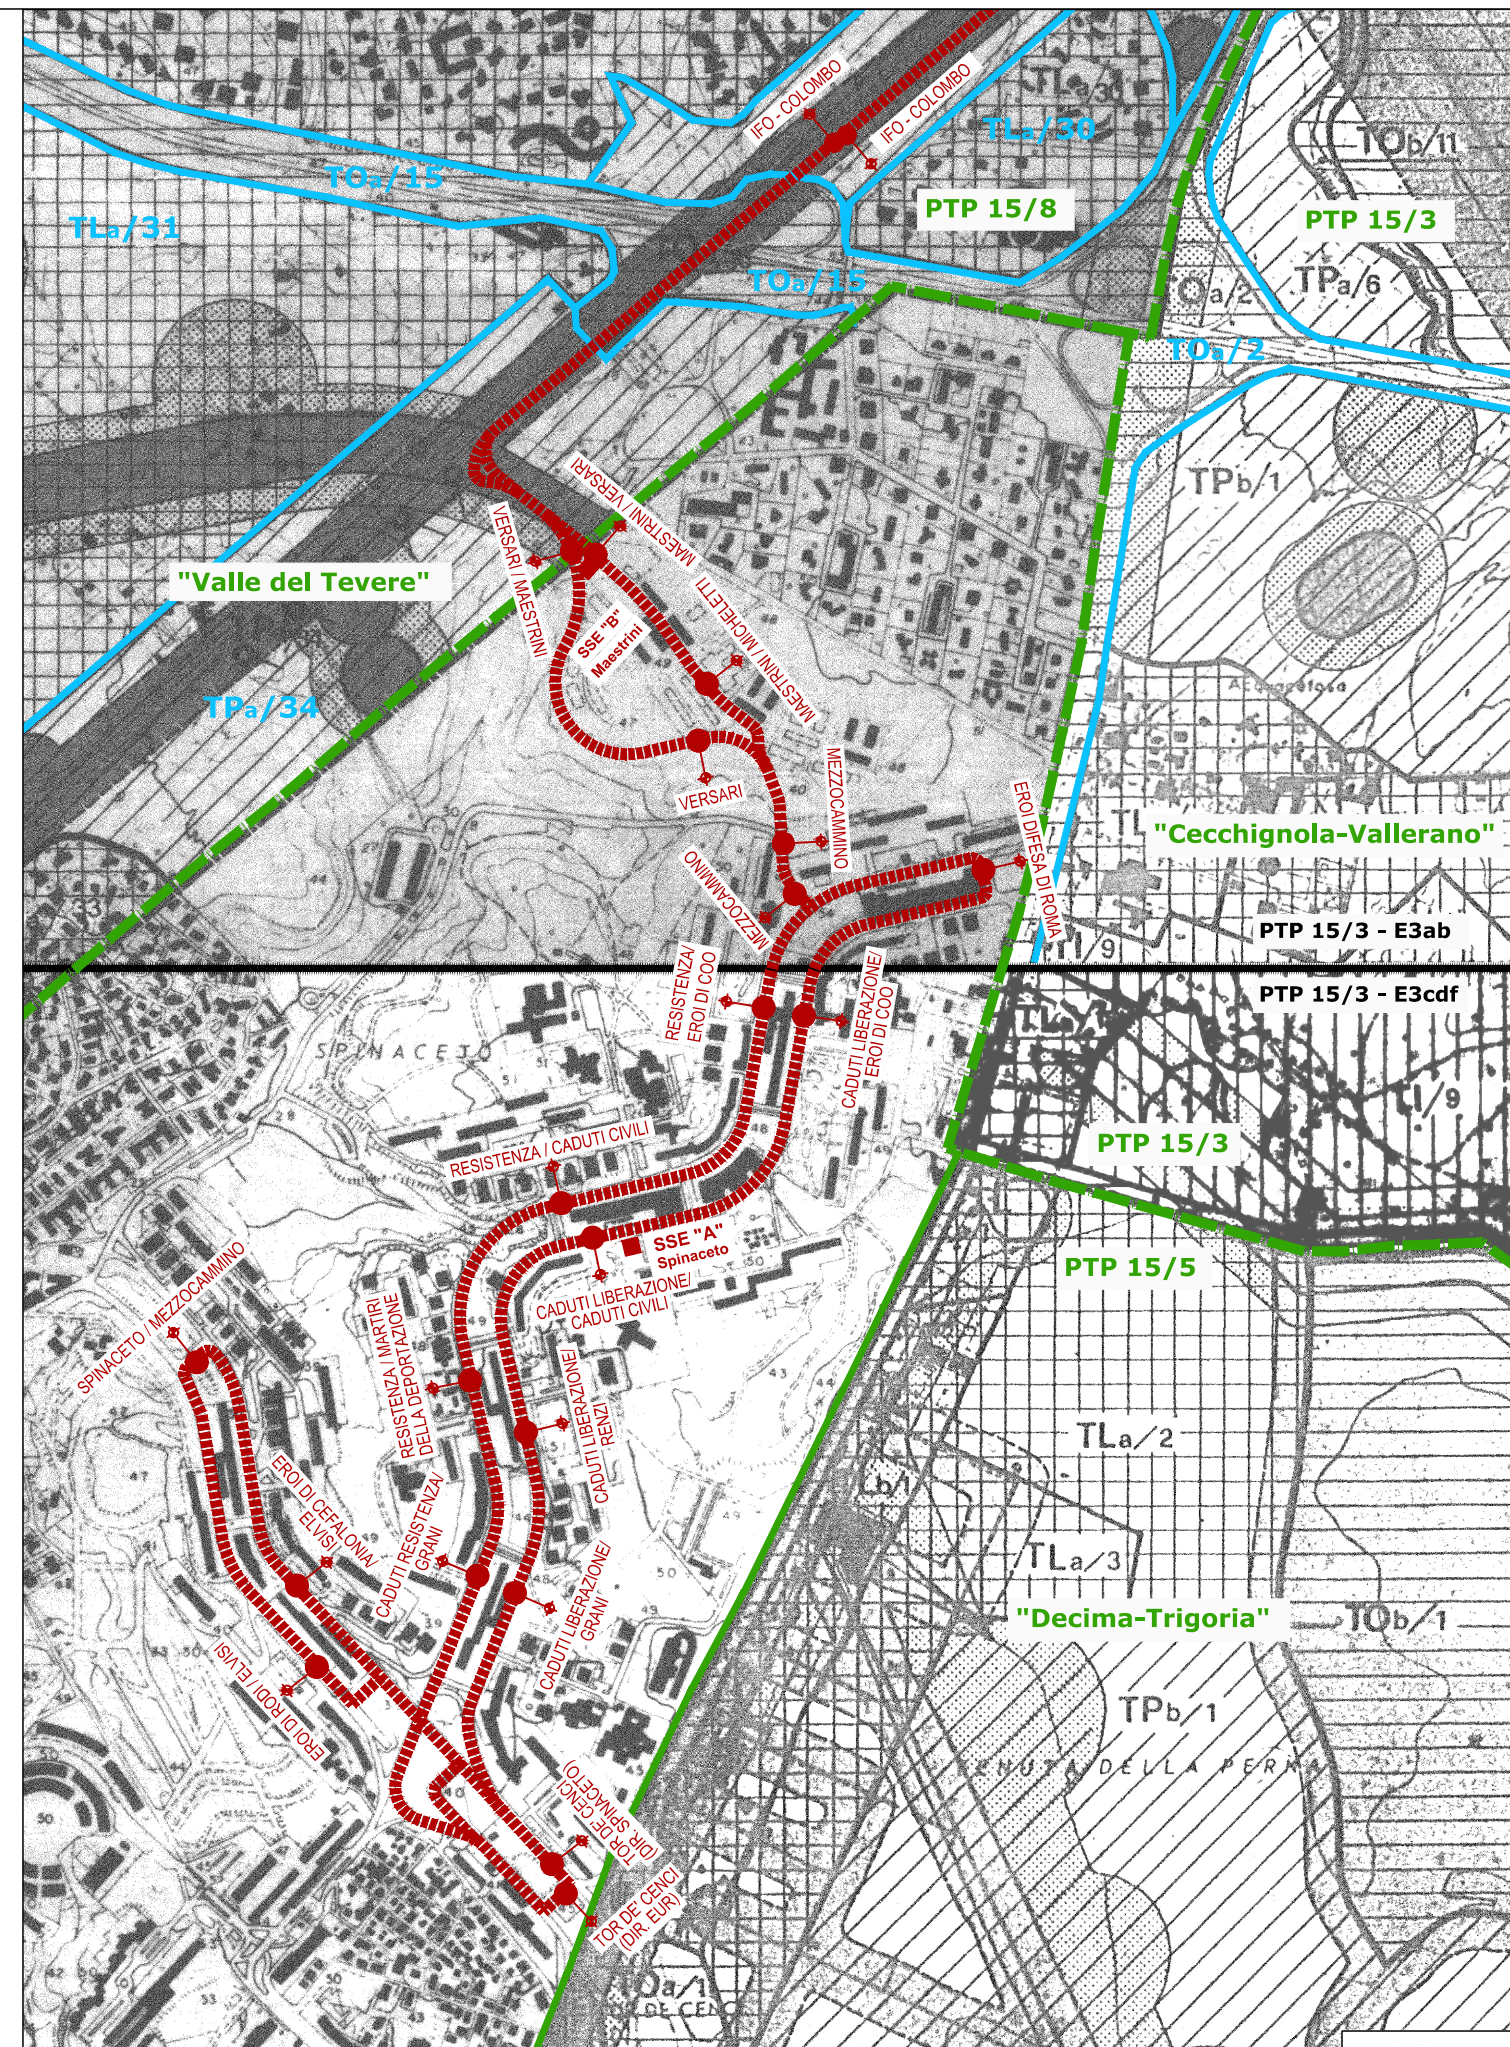 IFO - COLOMBO
IFO - COLOMBO
TLa/30
TOb/11
TOa/15
TLa/31
PTP 15/8
PTP 15/3
TOa/15
TPa/6
TOa/2
TPb/1
MAESTRINI / VERSARI
VERSARI / MAESTRINI
"Valle del Tevere"
SSE "B"
Maestrini
MAESTRINI / MICHELETTI
Acquacetosa
TPa/34
VERSARI
MEZZOCAMMINO
MEZZOCAMMINO
EROI DIFESA DI ROMA
"Cecchignola-Vallerano"
PTP 15/3 - E3ab
PTP 15/3 - E3cdf
RESISTENZA/
EROI DI COO
CADUTI LIBERAZIONE/
EROI DI COO
SPINACETO
RESISTENZA / CADUTI CIVILI
PTP 15/3
SSE "A"
Spinaceto
PTP 15/5
CADUTI LIBERAZIONE/
CADUTI CIVILI
SPINACETO / MEZZOCAMMINO
RESISTENZA / MARTIRI
DELLA DEPORTAZIONE
CADUTI LIBERAZIONE/
RENZI
TLa/2
EROI DI CEFALONIA/
ELVISI
CADUTI RESISTENZA/
GRANI
TLa/3
CADUTI LIBERAZIONE/
GRANI
"Decima-Trigoria"
TOb/1
EROI DI RODI / ELVISI
TPb/1
TENUTA DELLA PERNA
TOR DE' CENCI
(DIR. SPINACETO)
TOR DE' CENCI
(DIR. EUR)
TOa/1